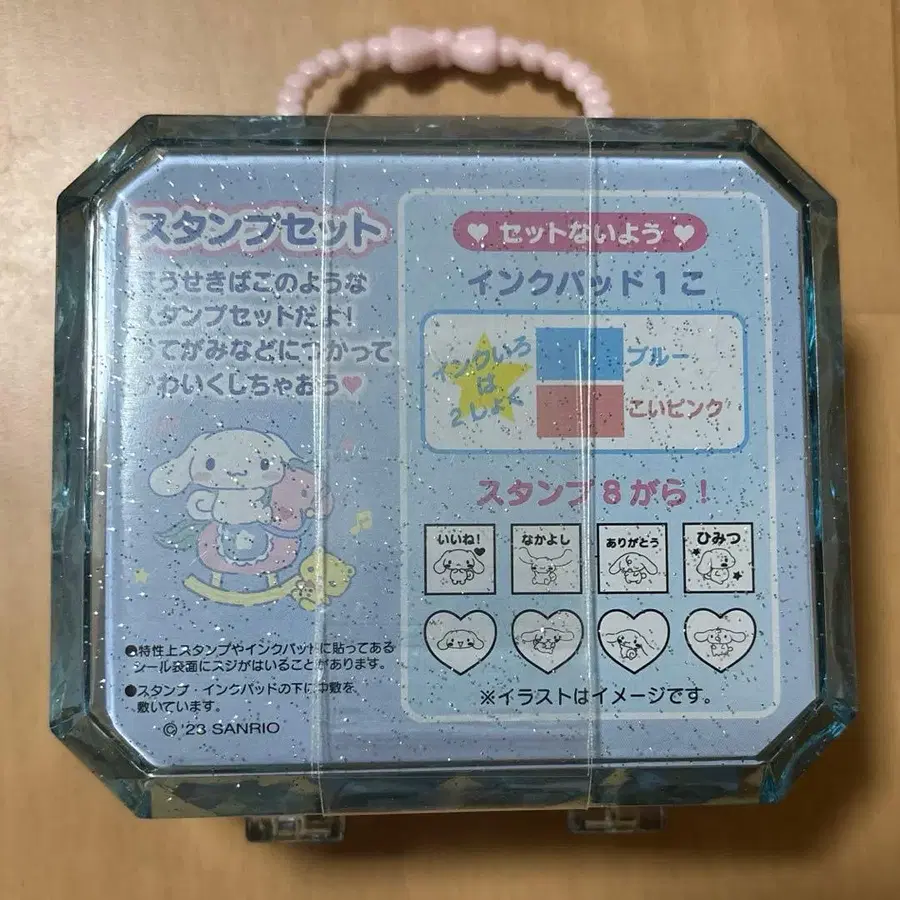 スタンプセット
うせきばこのような
スタンプセットだよ!
てがみなどにつかって
わいくしちゃおう♥
●特性上スタンプやインクパッドに貼ってある
シール表面にスジがはいることがあります。
●スタンプ・インクパッドの下に中敷を
敷いています。
© '23 SANRIO
♥ セットないよう ♥
インクパッド1こ
インクいろ
は
2しょく
ブルー
こいピンク
スタンプ8がら!
いいね!
なかよし
ありがとう
ひみつ
※イラストはイメージです。